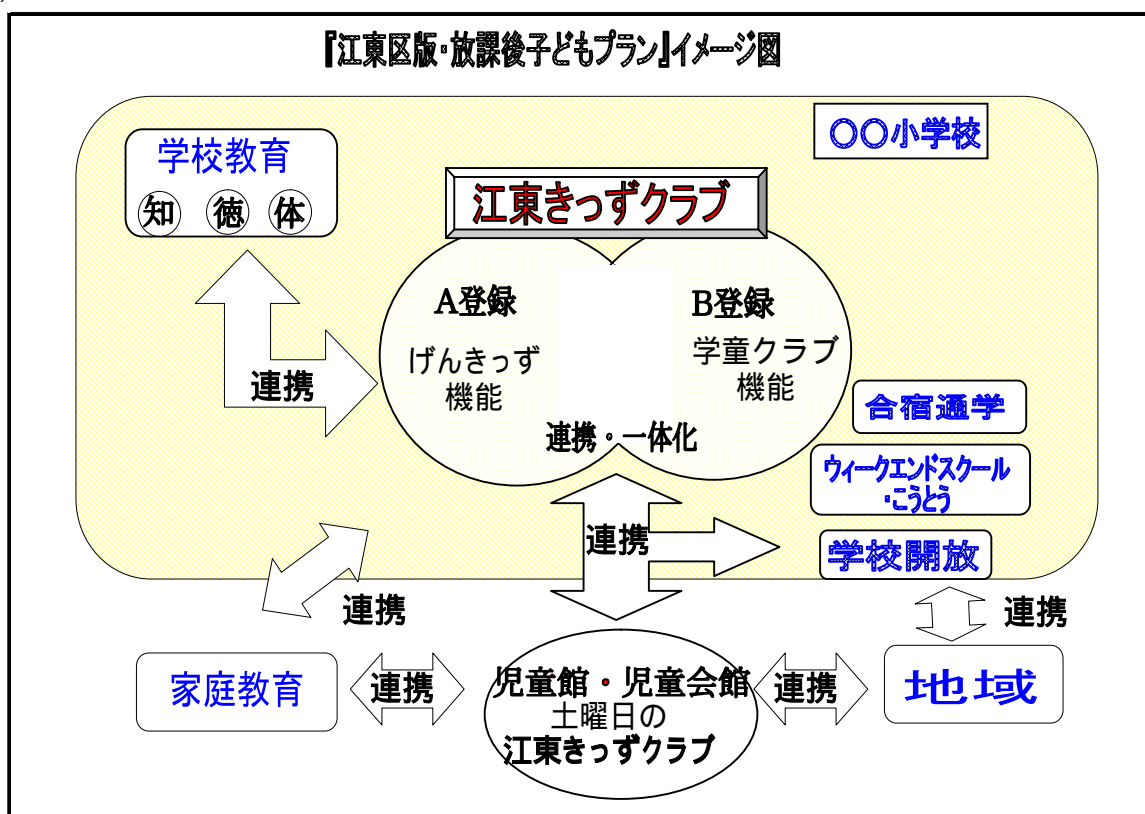 『江東区版・放課後子どもプラン』イメージ図
〇〇小学校
学校教育
知 徳 体
江東きっずクラブ
A登録
げんきっず
機能
B登録
学童クラブ
機能
連携・一体化
連携
合宿通学
ウィークエンドスクール
・こうとう
学校開放
連携
連携
連携
家庭教育
連携
児童館・児童会館
土曜日の
江東きっずクラブ
連携
地域